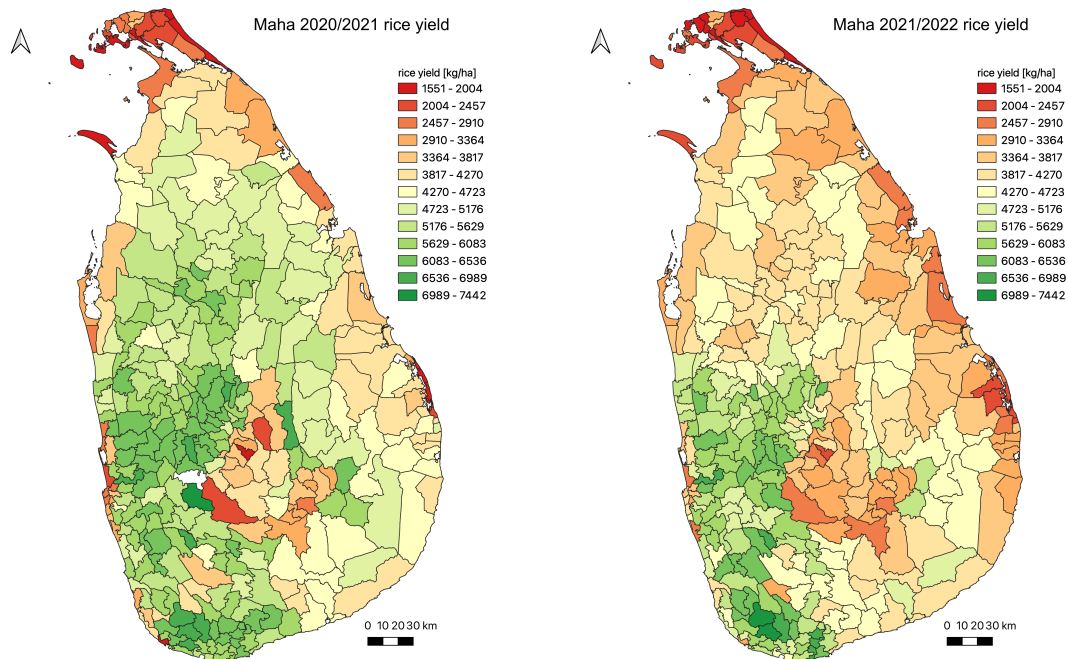 Maha 2020/2021 rice yield
rice yield [kg/ha]
1551 - 2004
2004 - 2457
2457 - 2910
2910 - 3364
3364 - 3817
3817 - 4270
4270 - 4723
4723 - 5176
5176 - 5629
5629 - 6083
6083 - 6536
6536 - 6989
6989 - 7442
0 10 20 30 km
Maha 2021/2022 rice yield
rice yield [kg/ha]
1551 - 2004
2004 - 2457
2457 - 2910
2910 - 3364
3364 - 3817
3817 - 4270
4270 - 4723
4723 - 5176
5176 - 5629
5629 - 6083
6083 - 6536
6536 - 6989
6989 - 7442
0 10 20 30 km